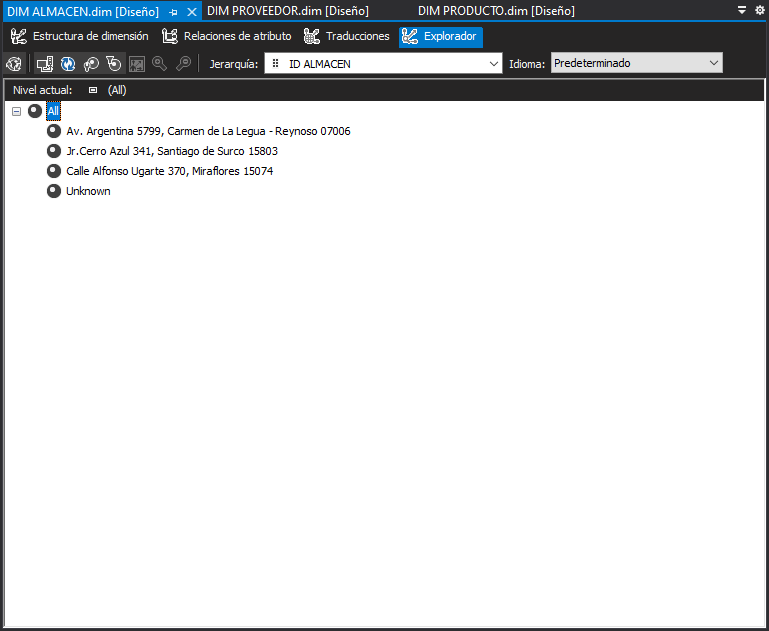 DIM ALMACEN.dim [Diseño] DIM PROVEEDOR.dim [Diseño] DIM PRODUCTO.dim [Diseño]
Estructura de dimensión Relaciones de atributo Traducciones Explorador
Jerarquía: ID ALMACEN Idioma: Predeterminado
Nivel actual: (All)
All
Av. Argentina 5799, Carmen de La Legua - Reynoso 07006
Jr.Cerro Azul 341, Santiago de Surco 15803
Calle Alfonso Ugarte 370, Miraflores 15074
Unknown